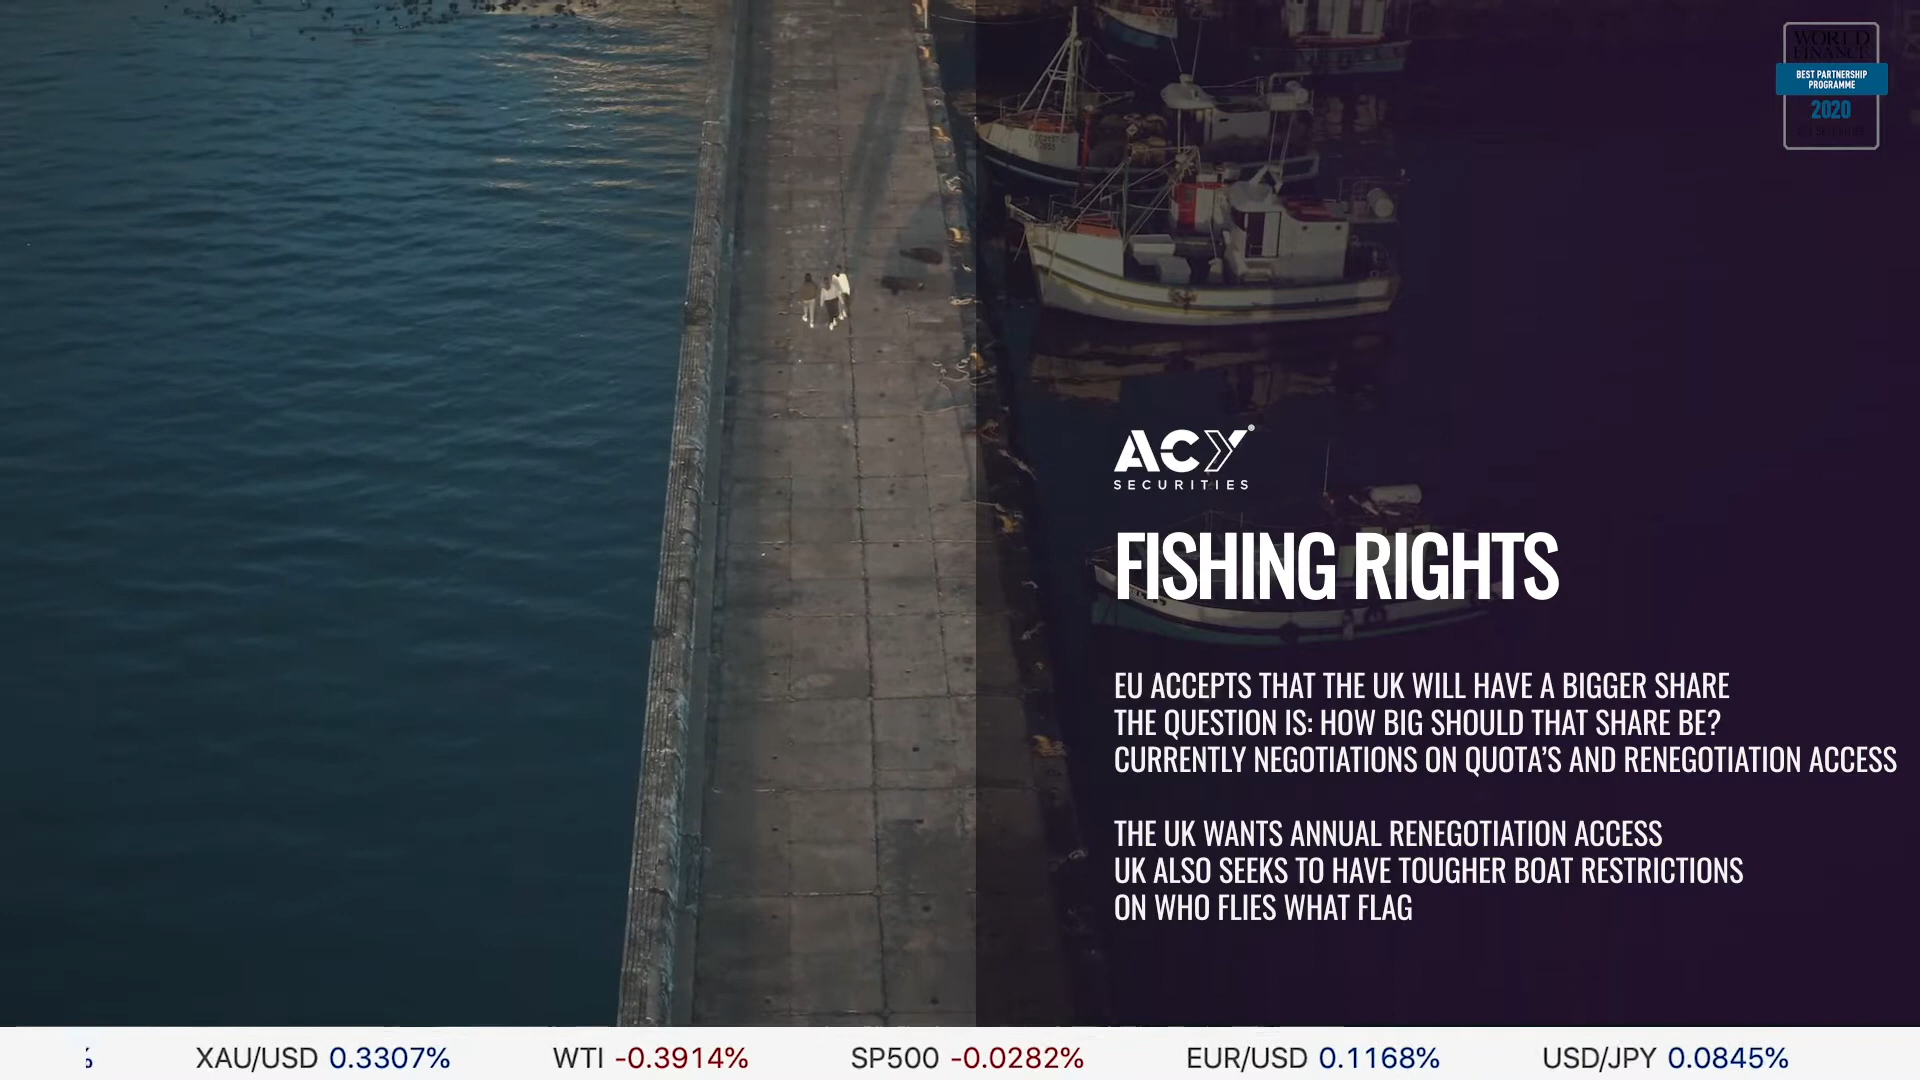 WORLD
FINANCE
BEST PARTNERSHIP
PROGRAMME
2020
ACY
SECURITIES
FISHING RIGHTS
EU ACCEPTS THAT THE UK WILL HAVE A BIGGER SHARE
THE QUESTION IS: HOW BIG SHOULD THAT SHARE BE?
CURRENTLY NEGOTIATIONS ON QUOTA’S AND RENEGOTIATION ACCESS
THE UK WANTS ANNUAL RENEGOTIATION ACCESS
UK ALSO SEEKS TO HAVE TOUGHER BOAT RESTRICTIONS
ON WHO FLIES WHAT FLAG
% XAU/USD 0.3307% WTI -0.3914% SP500 -0.0282% EUR/USD 0.1168% USD/JPY 0.0845%